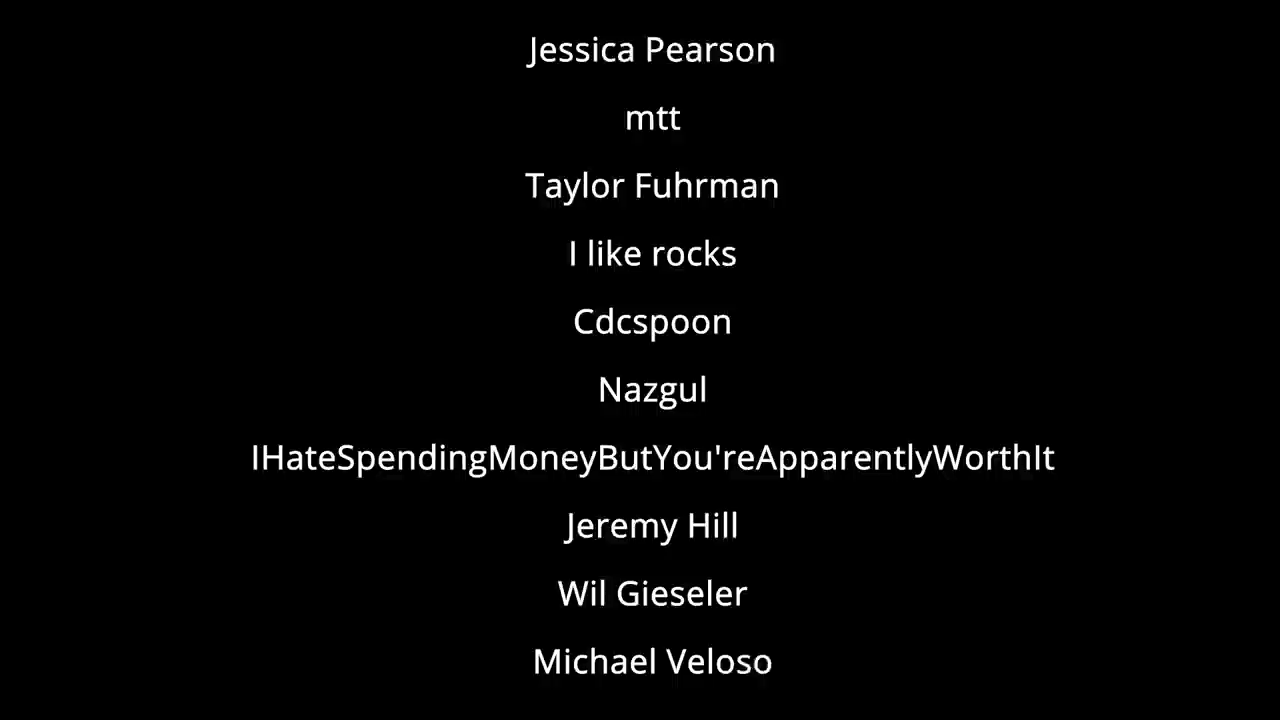 Jessica Pearson
mtt
Taylor Fuhrman
I like rocks
Cdcspoon
Nazgul
IHateSpendingMoneyButYou'reApparentlyWorthIt
Jeremy Hill
Wil Gieseler
Michael Veloso